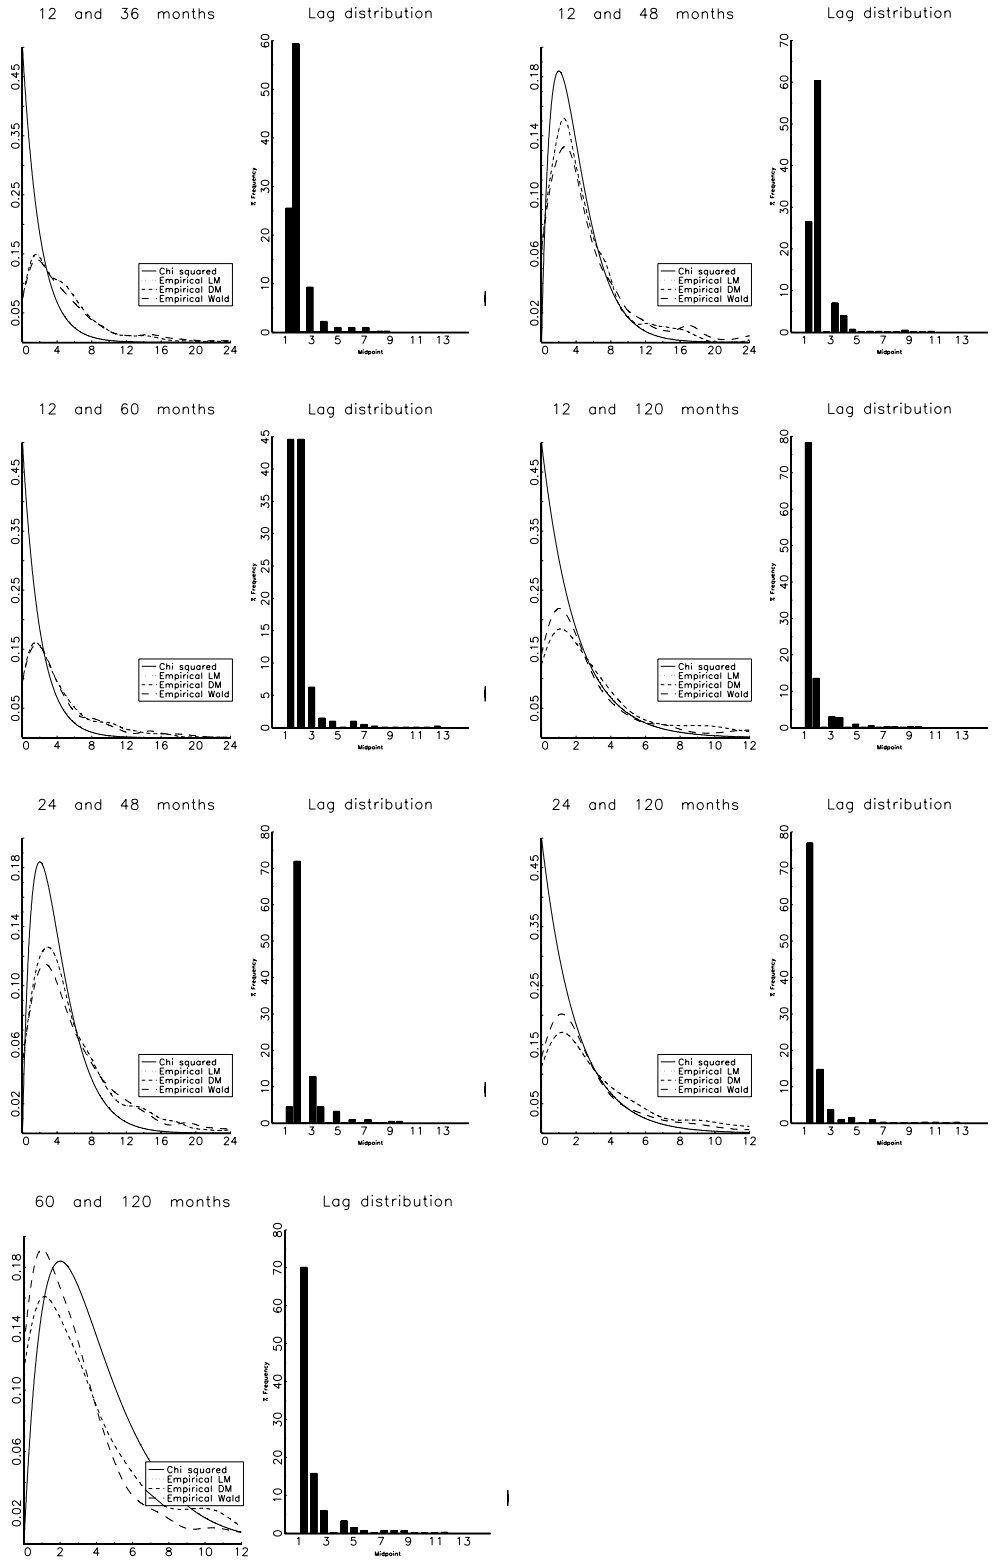 12 and 36 months
0.05 0.15 0.25 0.35 0.45
Chi squared
Empirical LM
Empirical DM
Empirical Wald
0 4 8 12 16 20 24
Lag distribution
% Frequency
0 10 20 30 40 50 60
1 3 5 7 9 11 13
Midpoint
12 and 48 months
0.02 0.06 0.10 0.14 0.18
Chi squared
Empirical LM
Empirical DM
Empirical Wald
0 4 8 12 16 20 24
Lag distribution
% Frequency
0 10 20 30 40 50 60 70
1 3 5 7 9 11 13
Midpoint
12 and 60 months
0.05 0.15 0.25 0.35 0.45
Chi squared
Empirical LM
Empirical DM
Empirical Wald
0 4 8 12 16 20 24
Lag distribution
% Frequency
0 5 10 15 20 25 30 35 40 45
1 3 5 7 9 11 13
Midpoint
12 and 120 months
0.05 0.15 0.25 0.35 0.45
Chi squared
Empirical LM
Empirical DM
Empirical Wald
0 2 4 6 8 10 12
Lag distribution
% Frequency
0 10 20 30 40 50 60 70 80
1 3 5 7 9 11 13
Midpoint
24 and 48 months
0.02 0.06 0.10 0.14 0.18
Chi squared
Empirical LM
Empirical DM
Empirical Wald
0 4 8 12 16 20 24
Lag distribution
% Frequency
0 10 20 30 40 50 60 70 80
1 3 5 7 9 11 13
Midpoint
24 and 120 months
0.05 0.15 0.25 0.35 0.45
Chi squared
Empirical LM
Empirical DM
Empirical Wald
0 2 4 6 8 10 12
Lag distribution
% Frequency
0 10 20 30 40 50 60 70 80
1 3 5 7 9 11 13
Midpoint
60 and 120 months
0.02 0.06 0.10 0.14 0.18
Chi squared
Empirical LM
Empirical DM
Empirical Wald
0 2 4 6 8 10 12
Lag distribution
% Frequency
0 10 20 30 40 50 60 70 80
1 3 5 7 9 11 13
Midpoint